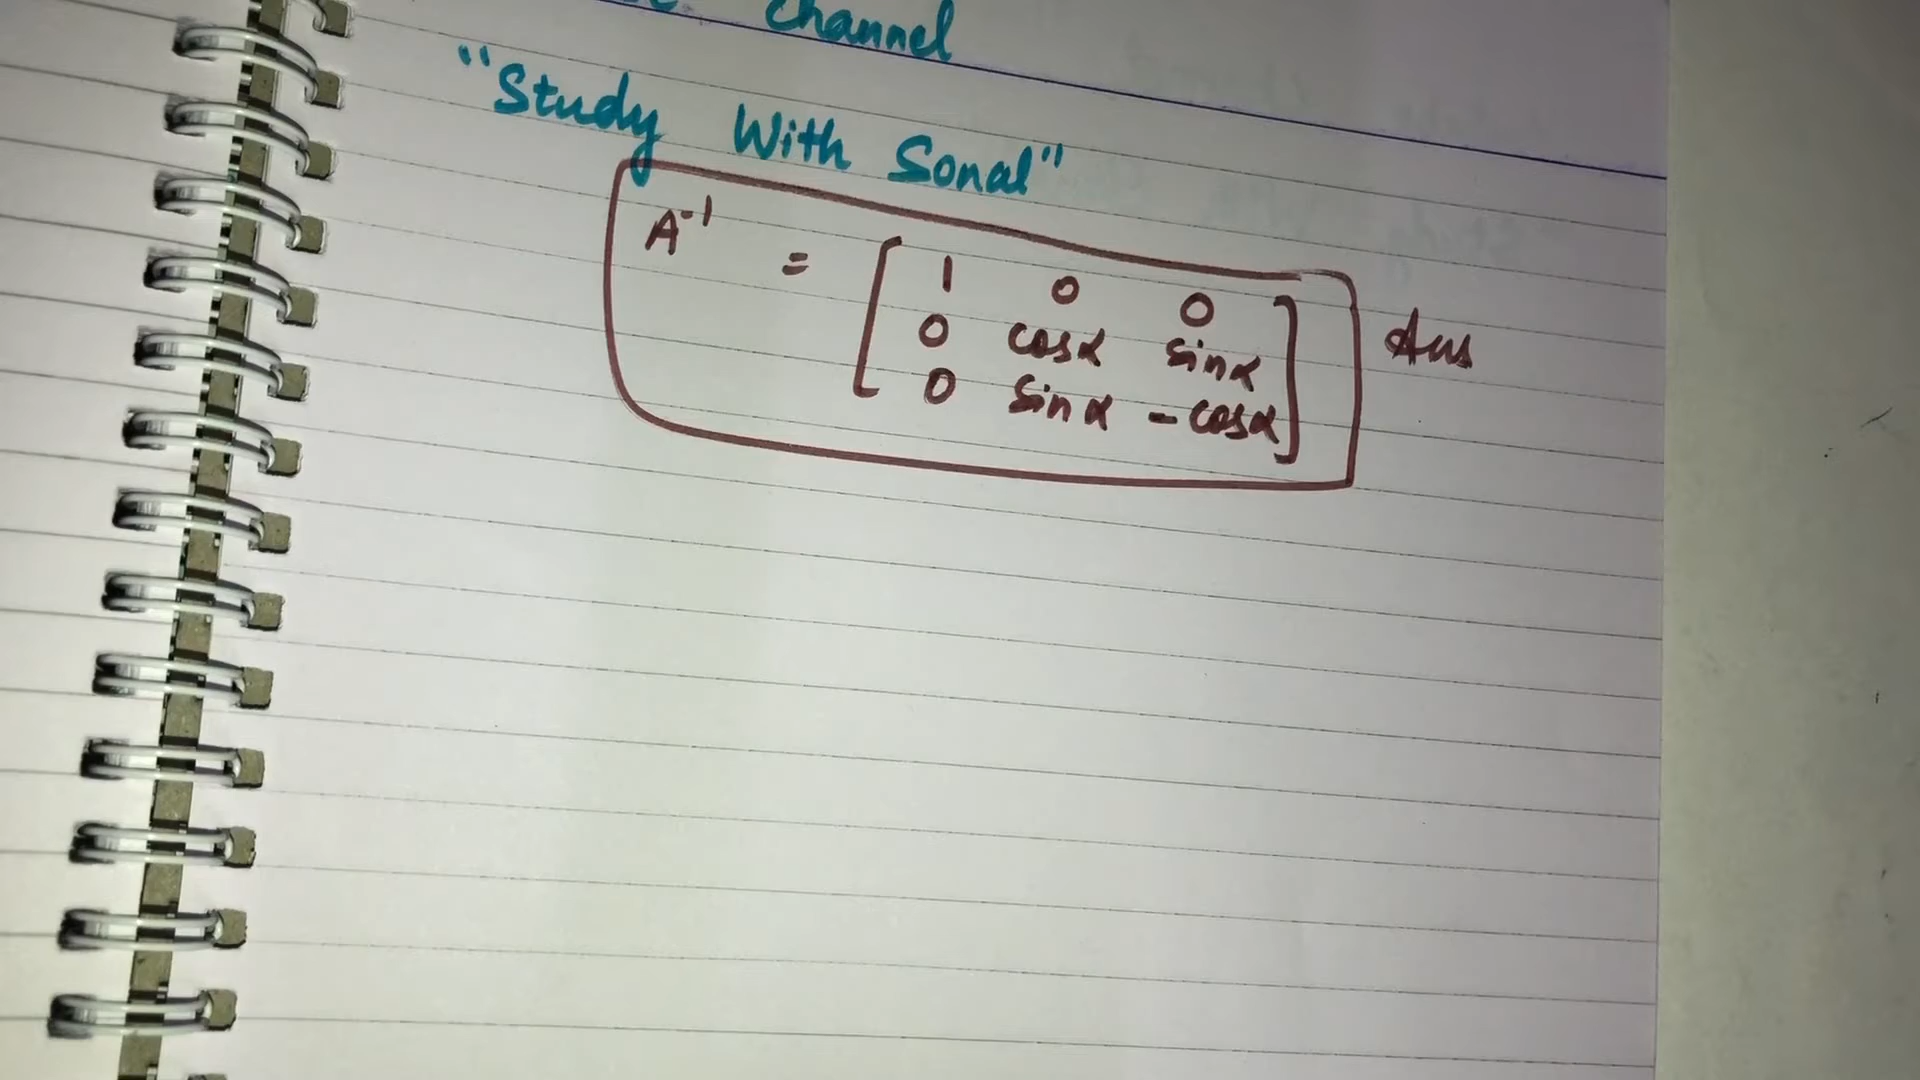 Channel
"Study With Sonal"
A⁻¹ = [ 1 0 0
0 cosα sinα
0 sinα -cosα ] Ans